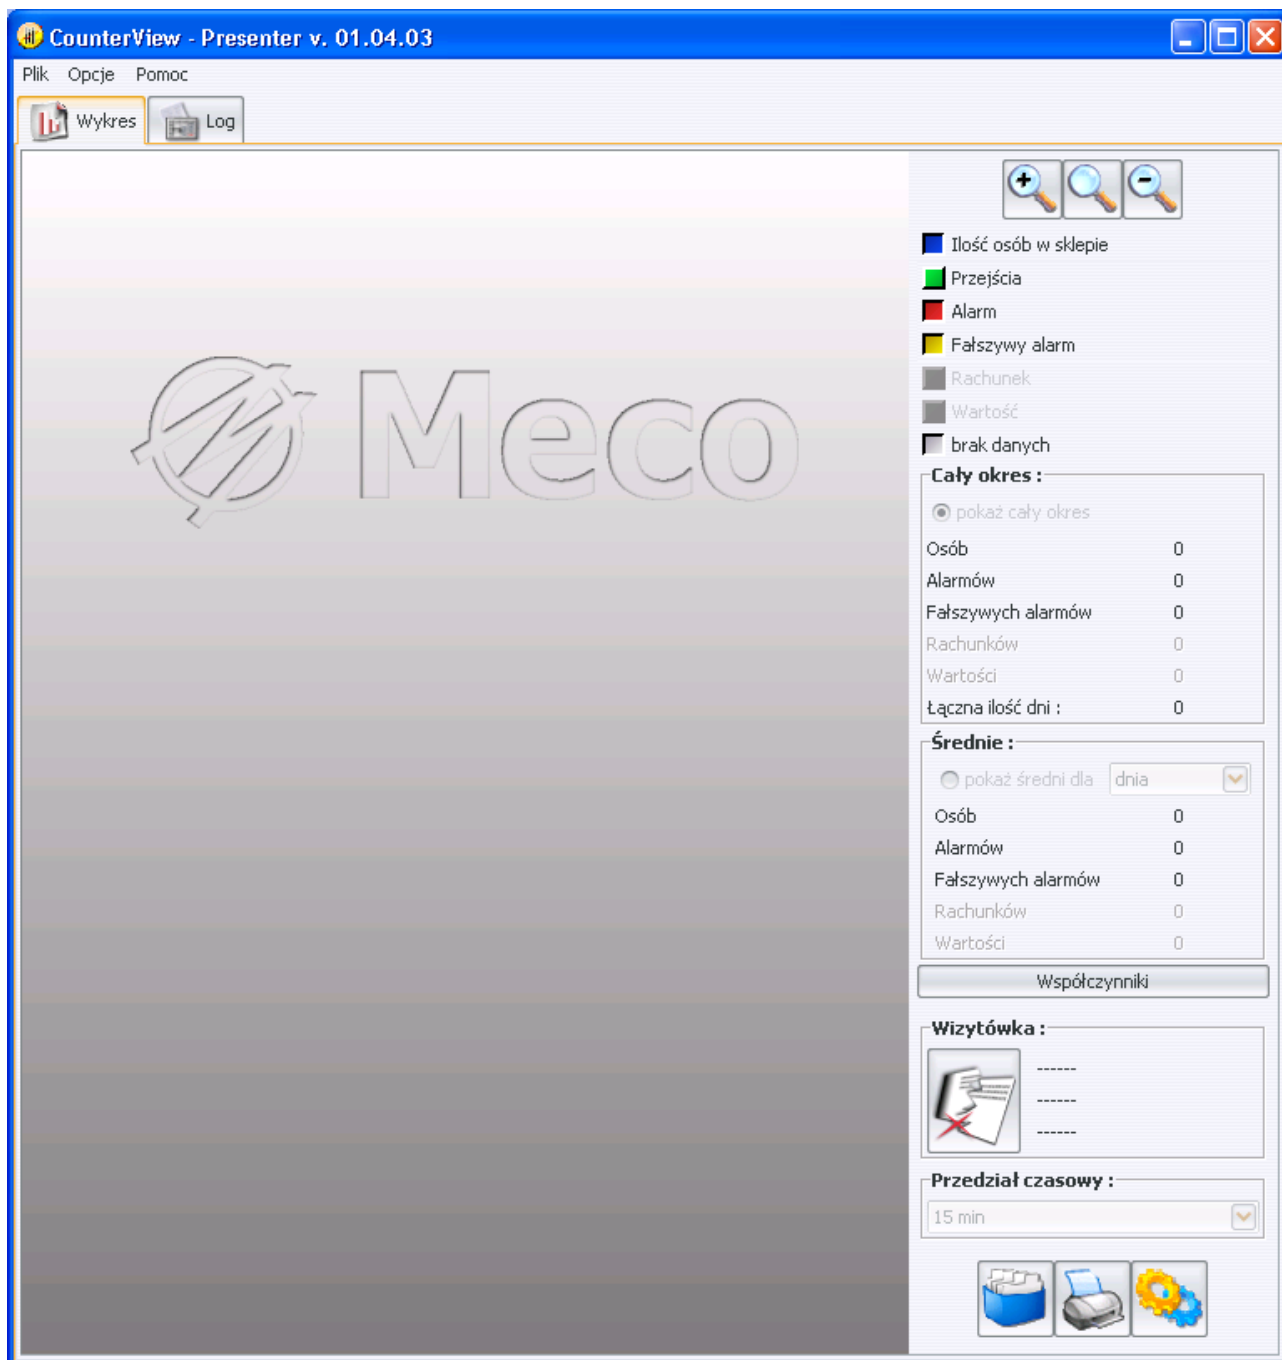 CounterView - Presenter v. 01.04.03
Plik Opcje Pomoc
Wykres Log
Meco
Ilość osób w sklepie
Przejścia
Alarm
Fałszywy alarm
Rachunek
Wartość
brak danych
Cały okres :
pokaż cały okres
Osób 0
Alarmów 0
Fałszywych alarmów 0
Rachunków 0
Wartości 0
Łączna ilość dni : 0
Średnie :
pokaż średni dla dnia
Osób 0
Alarmów 0
Fałszywych alarmów 0
Rachunków 0
Wartości 0
Współczynniki
Wizytówka :
------
------
------
Przedział czasowy :
15 min